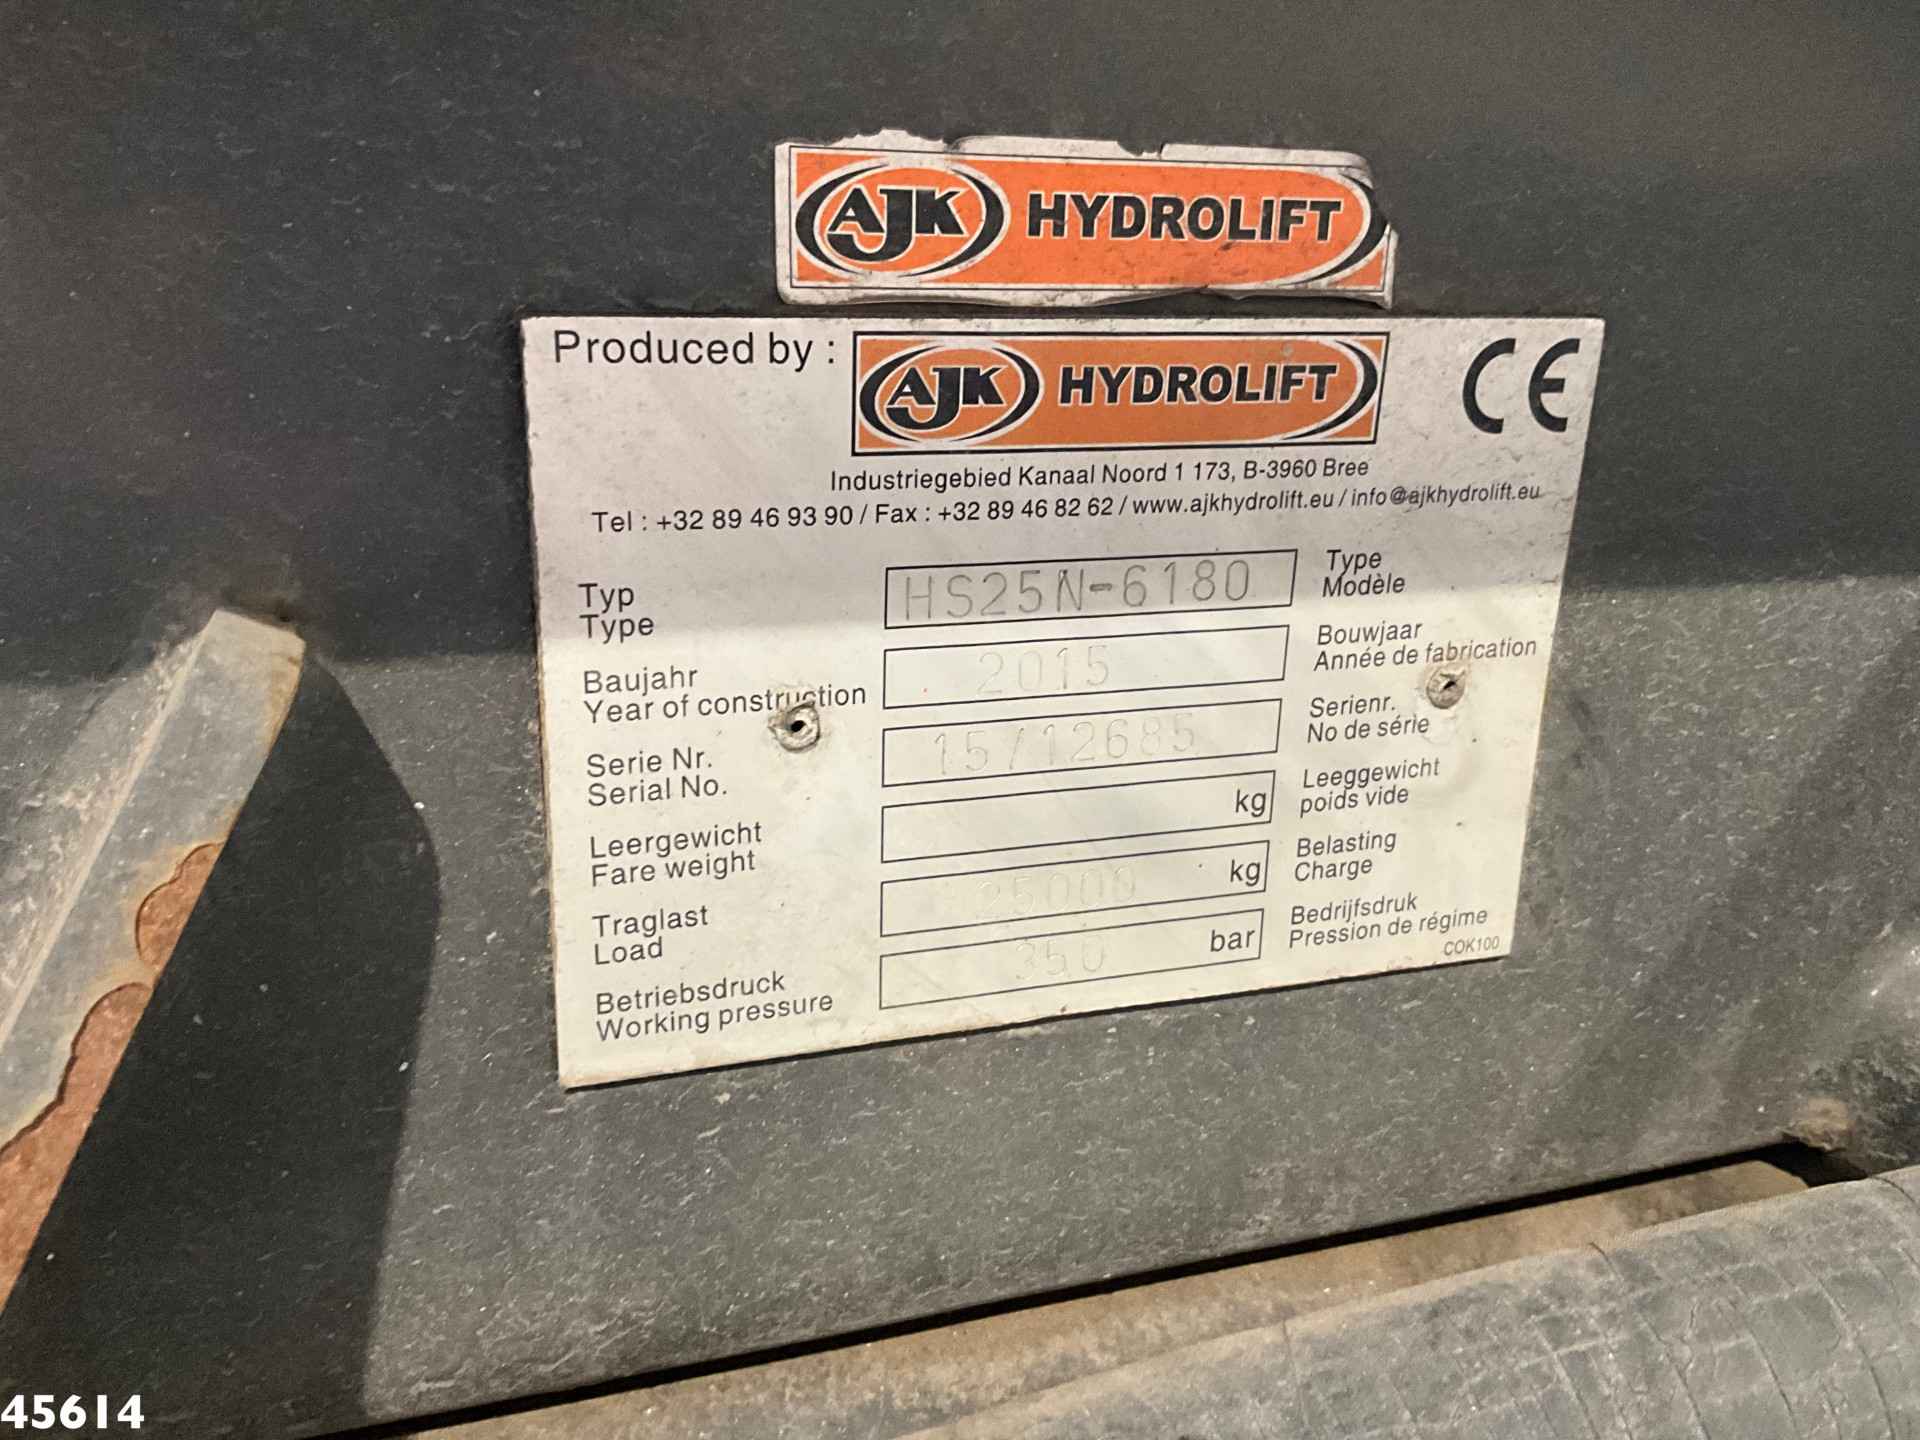 AJK HYDROLIFT
Produced by : AJK HYDROLIFT CE
Industriegebied Kanaal Noord 1 173, B-3960 Bree
Tel : +32 89 46 93 90 / Fax : +32 89 46 82 62 / www.ajkhydrolift.eu / info@ajkhydrolift.eu
Typ
Type
HS25N-6180
Type
Modèle
Baujahr
Year of construction
2015
Bouwjaar
Année de fabrication
Serie Nr.
Serial No.
15/12685
Serienr.
No de série
Leergewicht
Fare weight
kg
Leeggewicht
poids vide
Traglast
Load
25000 kg
Belasting
Charge
Betriebsdruck
Working pressure
350 bar
Bedrijfsdruk
Pression de régime
COK100
45614